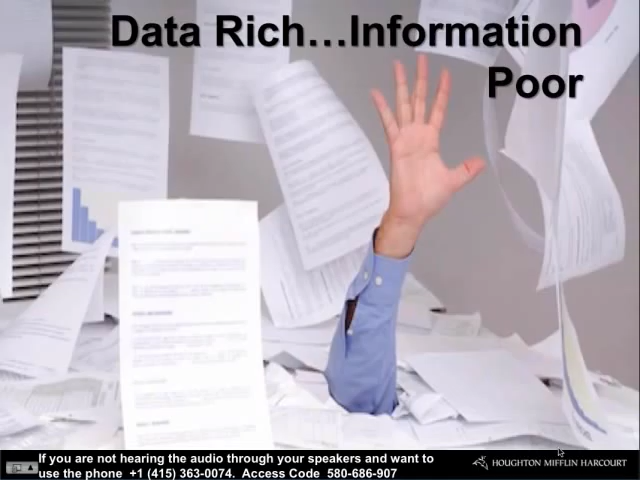 Data Rich…Information
Poor
If you are not hearing the audio through your speakers and want to
use the phone +1 (415) 363-0074. Access Code 580-686-907
HOUGHTON MIFFLIN HARCOURT